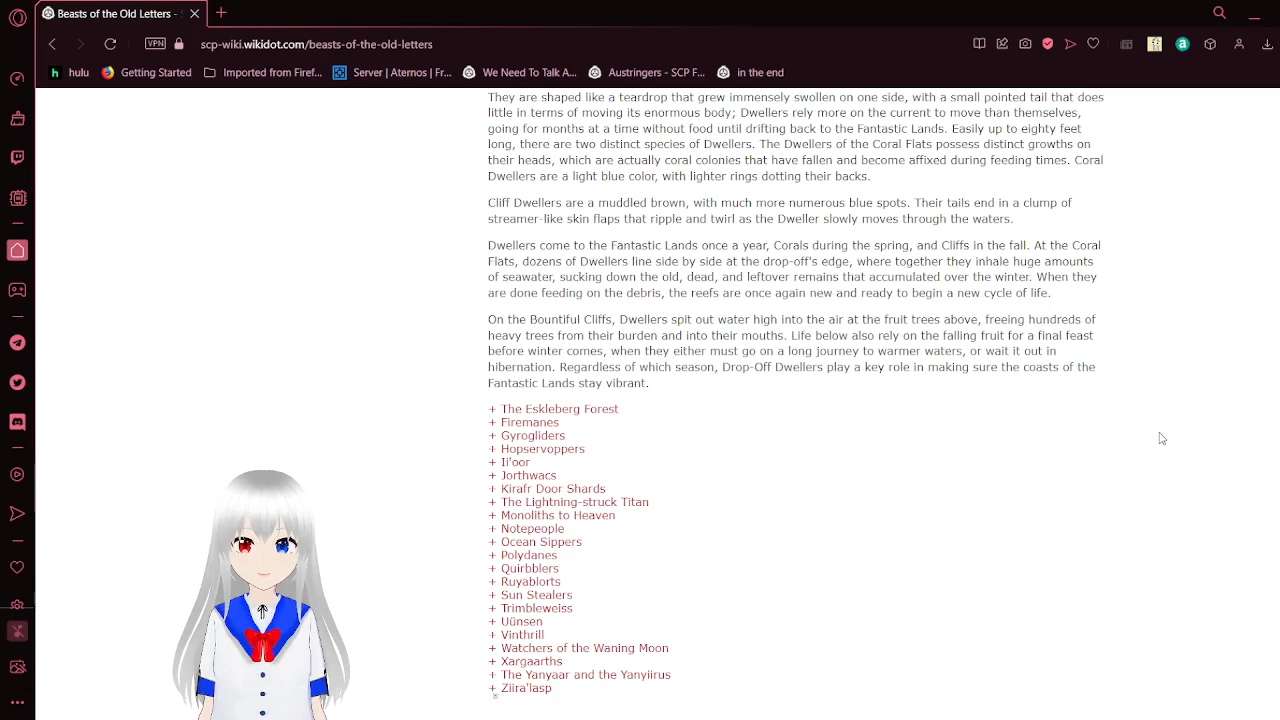 Beasts of the Old Letters -
scp-wiki.wikidot.com/beasts-of-the-old-letters
VPN
hulu
Getting Started
Imported from Firef...
Server | Aternos | Fr...
We Need To Talk A...
Austringers - SCP F...
in the end
They are shaped like a teardrop that grew immensely swollen on one side, with a small pointed tail that does
little in terms of moving its enormous body; Dwellers rely more on the current to move than themselves,
going for months at a time without food until drifting back to the Fantastic Lands. Easily up to eighty feet
long, there are two distinct species of Dwellers. The Dwellers of the Coral Flats possess distinct growths on
their heads, which are actually coral colonies that have fallen and become affixed during feeding times. Coral
Dwellers are a light blue color, with lighter rings dotting their backs.
Cliff Dwellers are a muddled brown, with much more numerous blue spots. Their tails end in a clump of
streamer-like skin flaps that ripple and twirl as the Dweller slowly moves through the waters.
Dwellers come to the Fantastic Lands once a year, Corals during the spring, and Cliffs in the fall. At the Coral
Flats, dozens of Dwellers line side by side at the drop-off's edge, where together they inhale huge amounts
of seawater, sucking down the old, dead, and leftover remains that accumulated over the winter. When they
are done feeding on the debris, the reefs are once again new and ready to begin a new cycle of life.
On the Bountiful Cliffs, Dwellers spit out water high into the air at the fruit trees above, freeing hundreds of
heavy trees from their burden and into their mouths. Life below also rely on the falling fruit for a final feast
before winter comes, when they either must go on a long journey to warmer waters, or wait it out in
hibernation. Regardless of which season, Drop-Off Dwellers play a key role in making sure the coasts of the
Fantastic Lands stay vibrant.
+ The Eskleberg Forest
+ Firemanes
+ Gyrogliders
+ Hopservoppers
+ Ii'oor
+ Jorthwacs
+ Kirafr Door Shards
+ The Lightning-struck Titan
+ Monoliths to Heaven
+ Notepeople
+ Ocean Sippers
+ Polydanes
+ Quirbblers
+ Ruyablorts
+ Sun Stealers
+ Trimbleweiss
+ Uünsen
+ Vinthrill
+ Watchers of the Waning Moon
+ Xargaarths
+ The Yanyaar and the Yanyiirus
+ Ziira'lasp